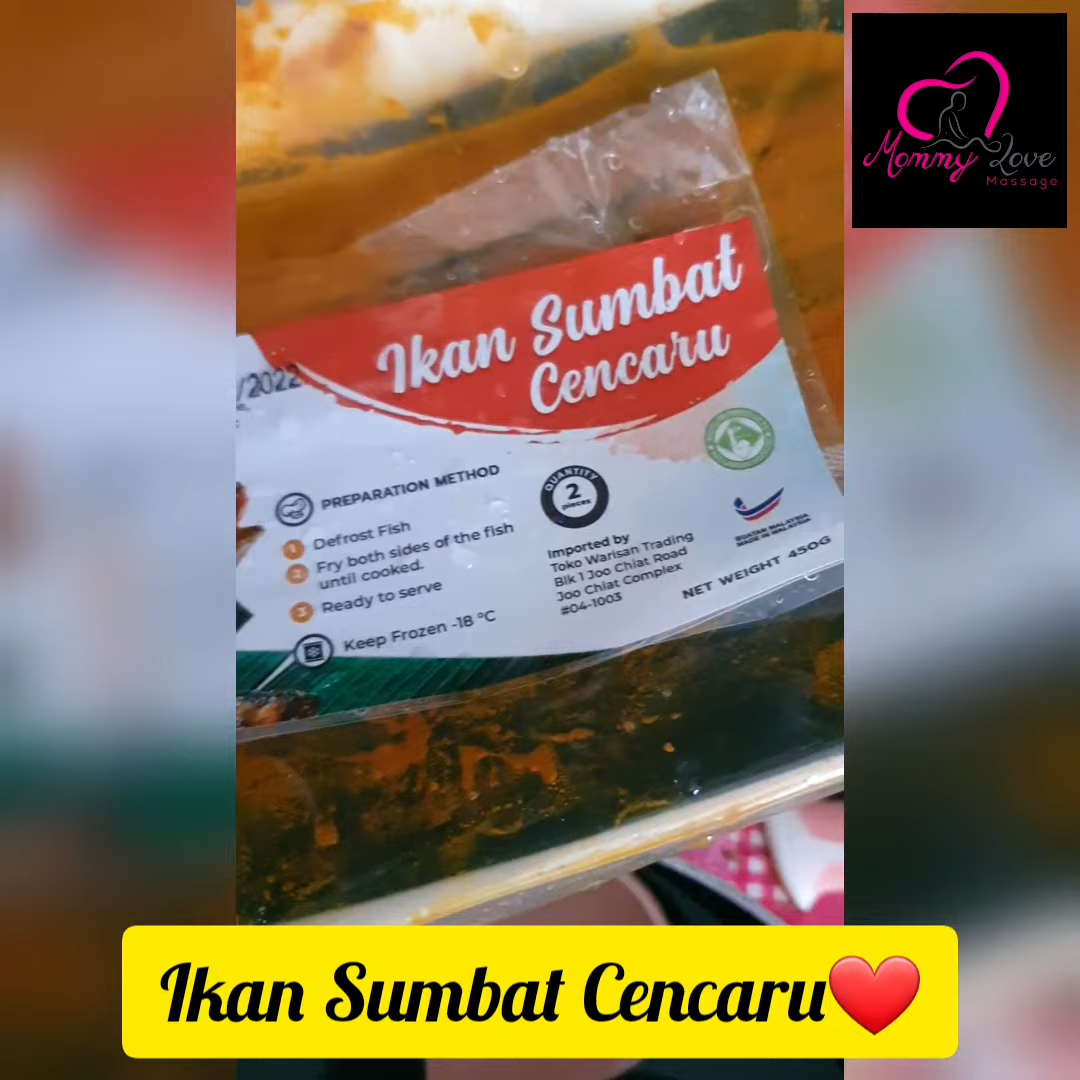 Mommy Love
Massage
Ikan Sumbat
Cencaru
/2022
PREPARATION METHOD
1 Defrost Fish
2 Fry both sides of the fish
until cooked.
3 Ready to serve
Keep Frozen -18 °C
QUANTITY
2
pieces
Imported by
Toko Warisan Trading
Blk 1 Joo Chiat Road
Joo Chiat Complex
#04-1003
BUATAN MALAYSIA
MADE IN MALAYSIA
NET WEIGHT 450G
Ikan Sumbat Cencaru❤️